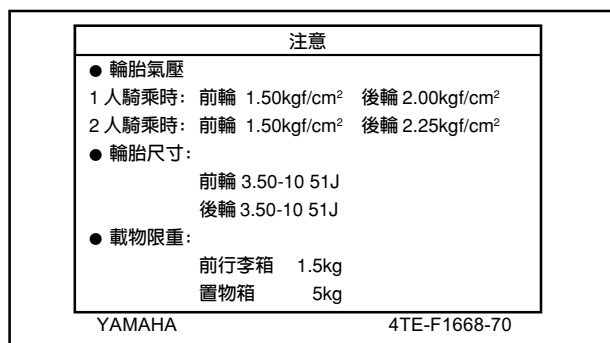 注意
● 輪胎氣壓
1 人騎乘時: 前輪 1.50kgf/cm² 後輪 2.00kgf/cm²
2 人騎乘時: 前輪 1.50kgf/cm² 後輪 2.25kgf/cm²
● 輪胎尺寸:
前輪 3.50-10 51J
後輪 3.50-10 51J
● 載物限重:
前行李箱 1.5kg
置物箱 5kg
YAMAHA 4TE-F1668-70